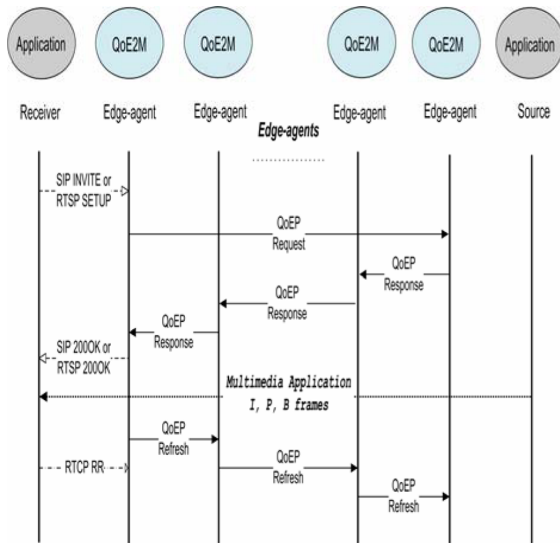 Application QoE2M QoE2M QoE2M QoE2M Application
Receiver Edge-agent Edge-agent Edge-agent Edge-agent Source
Edge-agents
SIP INVITE or
RTSP SETUP
QoEP
Request
QoEP
Response
QoEP
Response
QoEP
Response
SIP 200OK or
RTSP 200OK
Multimedia Application
I, P, B frames
QoEP
Refresh
RTCP RR
QoEP
Refresh
QoEP
Refresh